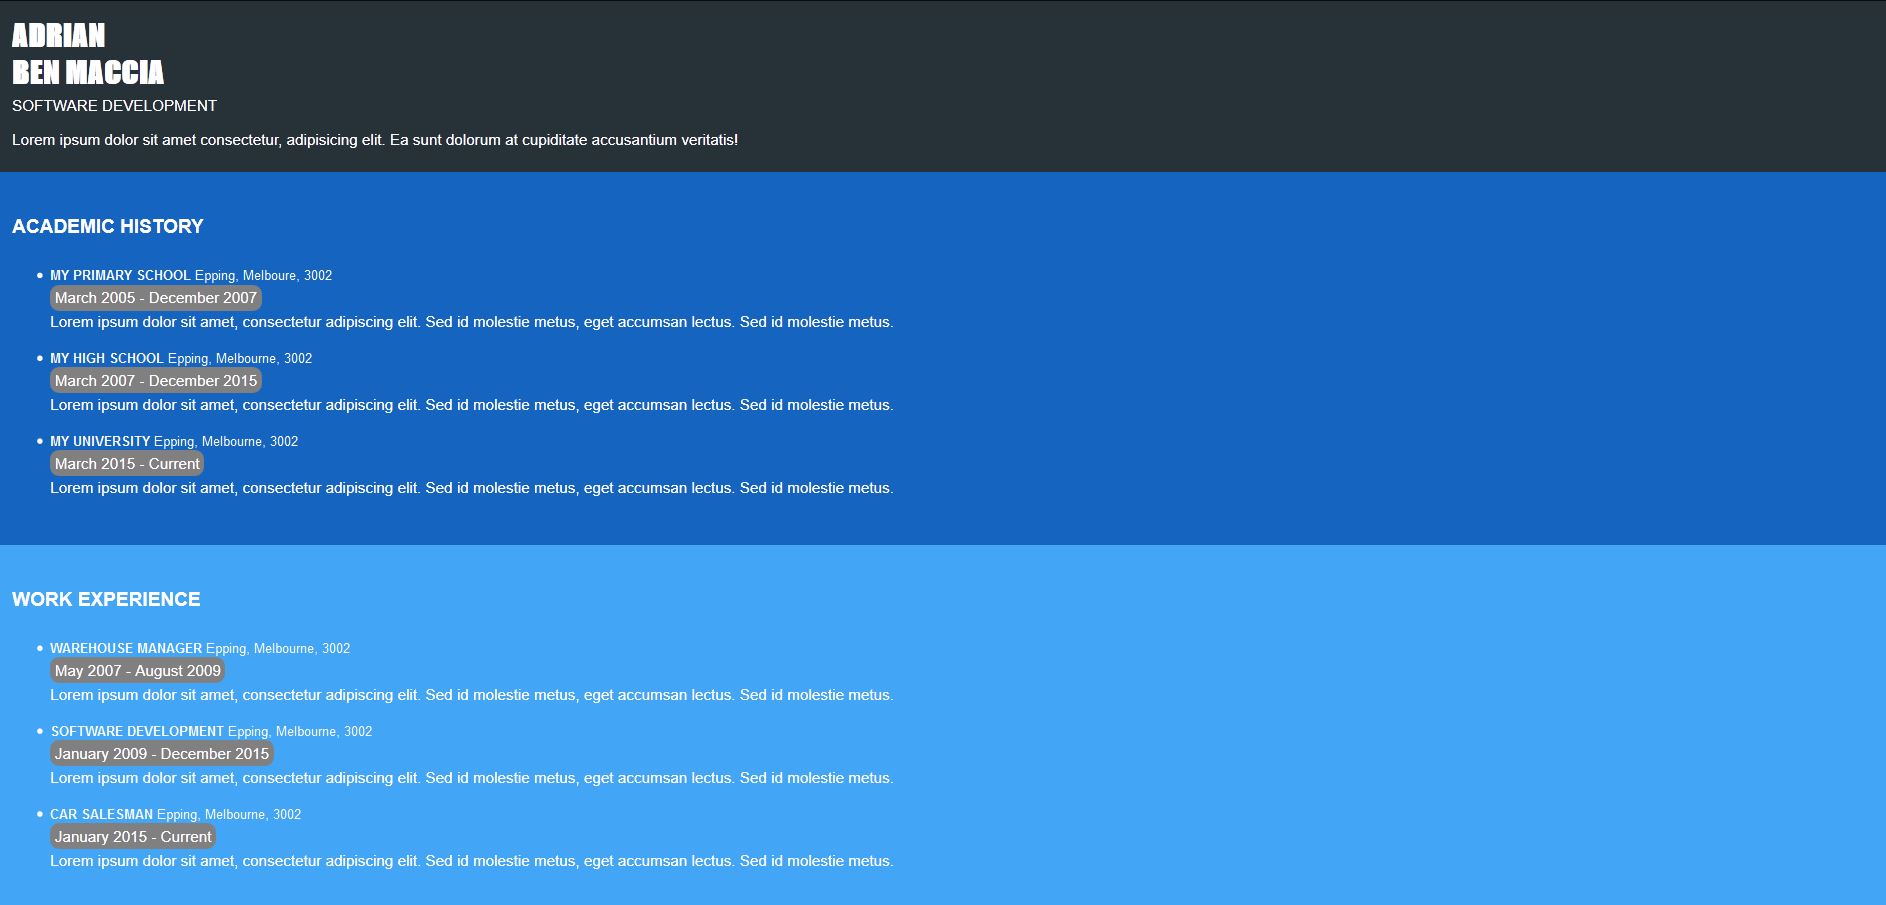 ADRIAN
BEN MACCIA
SOFTWARE DEVELOPMENT
Lorem ipsum dolor sit amet consectetur, adipisicing elit. Ea sunt dolorum at cupiditate accusantium veritatis!
ACADEMIC HISTORY
• MY PRIMARY SCHOOL Epping, Melboure, 3002
March 2005 - December 2007
Lorem ipsum dolor sit amet, consectetur adipiscing elit. Sed id molestie metus, eget accumsan lectus. Sed id molestie metus.
• MY HIGH SCHOOL Epping, Melbourne, 3002
March 2007 - December 2015
Lorem ipsum dolor sit amet, consectetur adipiscing elit. Sed id molestie metus, eget accumsan lectus. Sed id molestie metus.
• MY UNIVERSITY Epping, Melbourne, 3002
March 2015 - Current
Lorem ipsum dolor sit amet, consectetur adipiscing elit. Sed id molestie metus, eget accumsan lectus. Sed id molestie metus.
WORK EXPERIENCE
• WAREHOUSE MANAGER Epping, Melbourne, 3002
May 2007 - August 2009
Lorem ipsum dolor sit amet, consectetur adipiscing elit. Sed id molestie metus, eget accumsan lectus. Sed id molestie metus.
• SOFTWARE DEVELOPMENT Epping, Melbourne, 3002
January 2009 - December 2015
Lorem ipsum dolor sit amet, consectetur adipiscing elit. Sed id molestie metus, eget accumsan lectus. Sed id molestie metus.
• CAR SALESMAN Epping, Melbourne, 3002
January 2015 - Current
Lorem ipsum dolor sit amet, consectetur adipiscing elit. Sed id molestie metus, eget accumsan lectus. Sed id molestie metus.